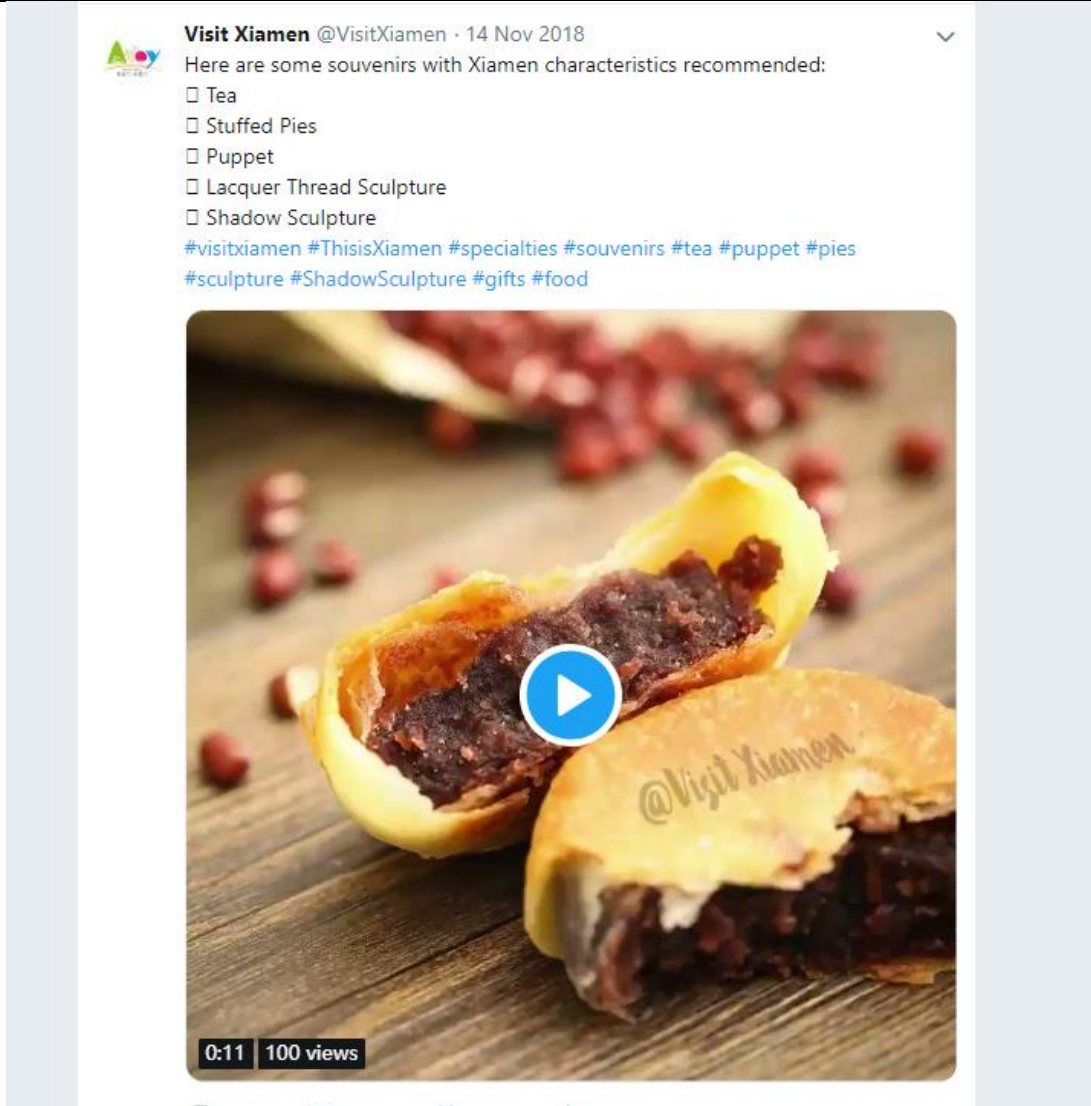 Visit Xiamen @VisitXiamen · 14 Nov 2018
Here are some souvenirs with Xiamen characteristics recommended:
□ Tea
□ Stuffed Pies
□ Puppet
□ Lacquer Thread Sculpture
□ Shadow Sculpture
#visitxiamen #ThisisXiamen #specialties #souvenirs #tea #puppet #pies
#sculpture #ShadowSculpture #gifts #food
@Visit Xiamen
0:11 100 views